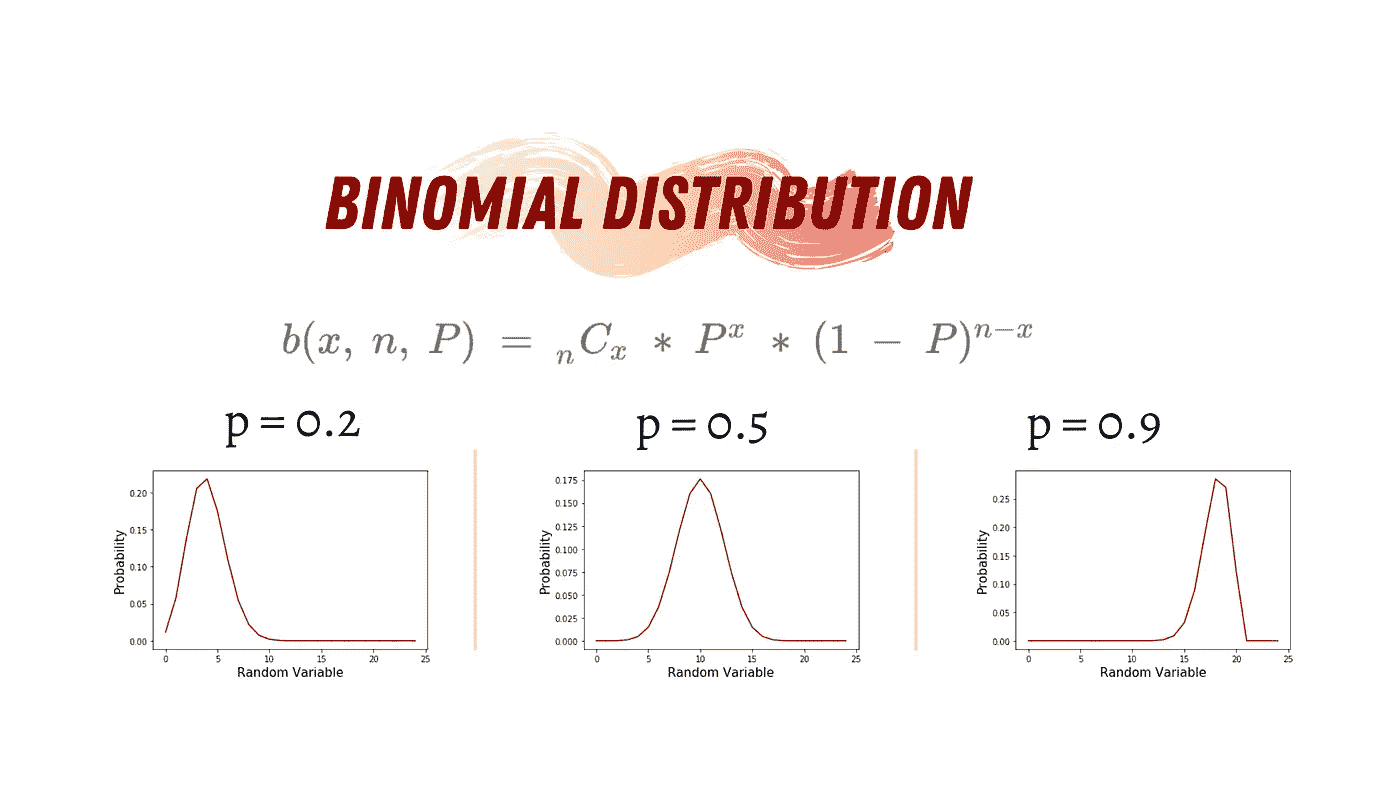 BINOMIAL DISTRIBUTION
b(x, n, P) = ₙCₓ * Pˣ * (1 − P)ⁿ⁻ˣ
p = 0.2
p = 0.5
p = 0.9
Probability
0.20
0.15
0.10
0.05
0.00
0 5 10 15 20 25
Random Variable
Probability
0.175
0.150
0.125
0.100
0.075
0.050
0.025
0.000
0 5 10 15 20 25
Random Variable
Probability
0.25
0.20
0.15
0.10
0.05
0.00
0 5 10 15 20 25
Random Variable